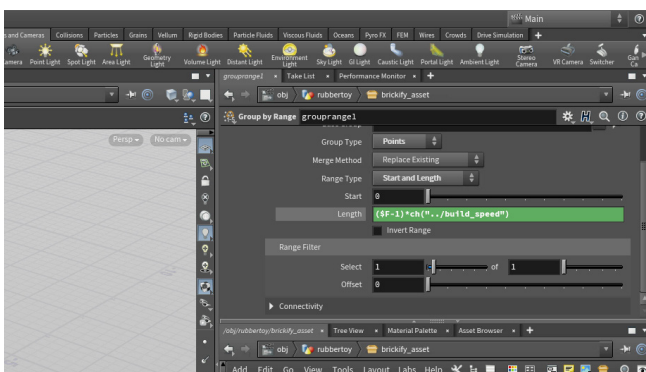 Main
s and Cameras Collisions Particles Grains Vellum Rigid Bodies Particle Fluids Viscous Fluids Oceans Pyro FX FEM Wires Crowds Drive Simulation
Camera Point Light Spot Light Area Light Geometry Light Volume Light Distant Light Environment Light Sky Light GI Light Caustic Light Portal Light Ambient Light Stereo Camera VR Camera Switcher Gan Ca
grouprange1 Take List Performance Monitor
obj rubbertoy brickify_asset
Group by Range grouprange1
Persp No cam
Group Type Points
Merge Method Replace Existing
Range Type Start and Length
Start 0
Length ($F-1)*ch("../build_speed")
Invert Range
Range Filter
Select 1 of 1
Offset 0
Connectivity
/obj/rubbertoy/brickify_asset Tree View Material Palette Asset Browser
obj rubbertoy brickify_asset
Add Edit Go View Tools Layout Labs Help